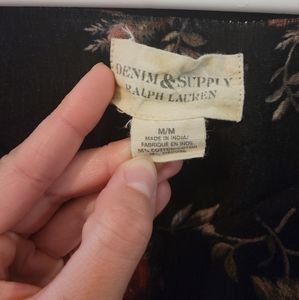 DENIM & SUPPLY
RALPH LAUREN
M/M
MADE IN INDIA/
FABRIQUÉ EN INDE